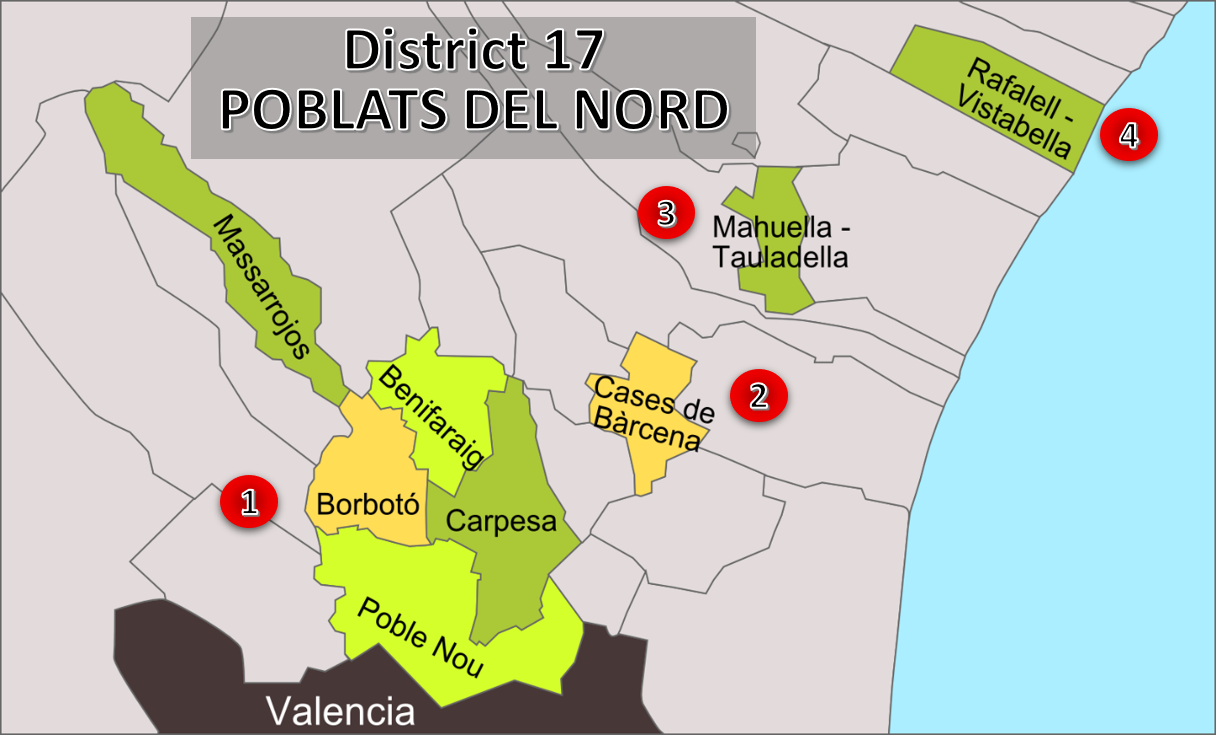 District 17
POBLATS DEL NORD
Rafalell -
Vistabella
4
3
Mahuella -
Tauladella
Massarrojos
Benifaraig
Cases de
Bàrcena
2
1
Borbotó
Carpesa
Poble Nou
Valencia